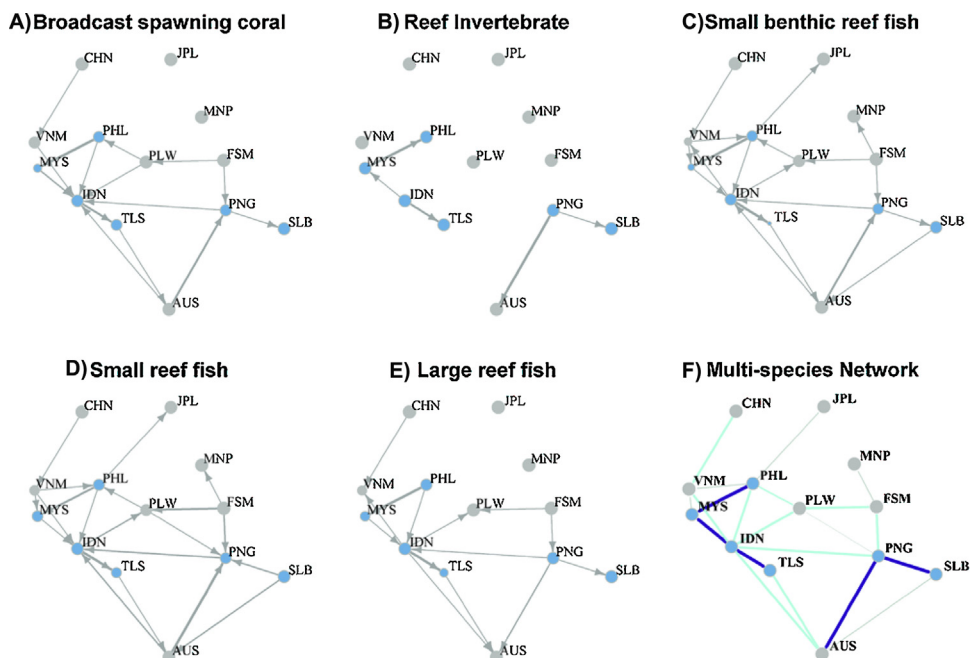 A) Broadcast spawning coral
CHN
JPL
MNP
VNM
PHL
MYS
PLW
FSM
IDN
TLS
PNG
SLB
AUS
B) Reef Invertebrate
CHN
JPL
MNP
VNM
PHL
MYS
PLW
FSM
IDN
TLS
PNG
SLB
AUS
C) Small benthic reef fish
CHN
JPL
MNP
VNM
PHL
MYS
PLW
FSM
IDN
TLS
PNG
SLB
AUS
D) Small reef fish
CHN
JPL
MNP
VNM
PHL
MYS
PLW
FSM
IDN
TLS
PNG
SLB
AUS
E) Large reef fish
CHN
JPL
MNP
VNM
PHL
MYS
PLW
FSM
IDN
TLS
PNG
SLB
AUS
F) Multi-species Network
CHN
JPL
MNP
VNM
PHL
MYS
PLW
FSM
IDN
TLS
PNG
SLB
AUS